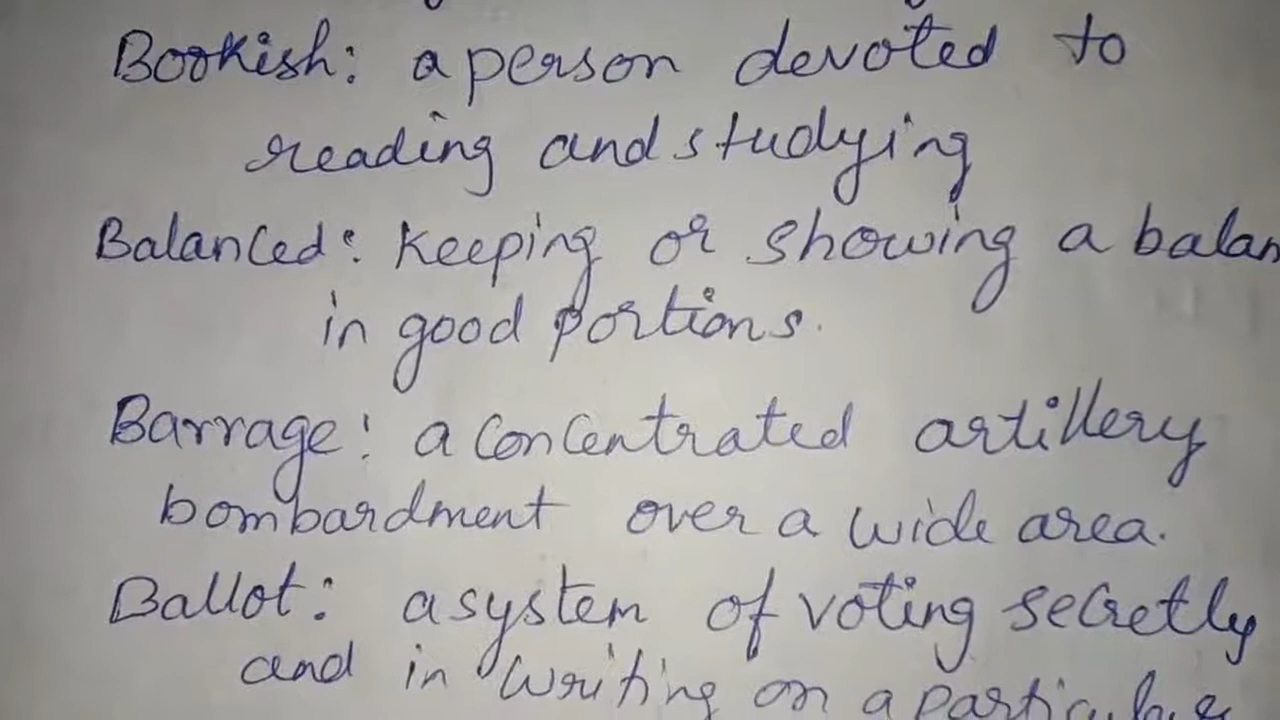 Bookish: a person devoted to
reading and studying
Balanced: Keeping or showing a balan
in good portions.
Barrage: a concentrated artillery
bombardment over a wide area.
Ballot: a system of voting secretly
and in writing on a